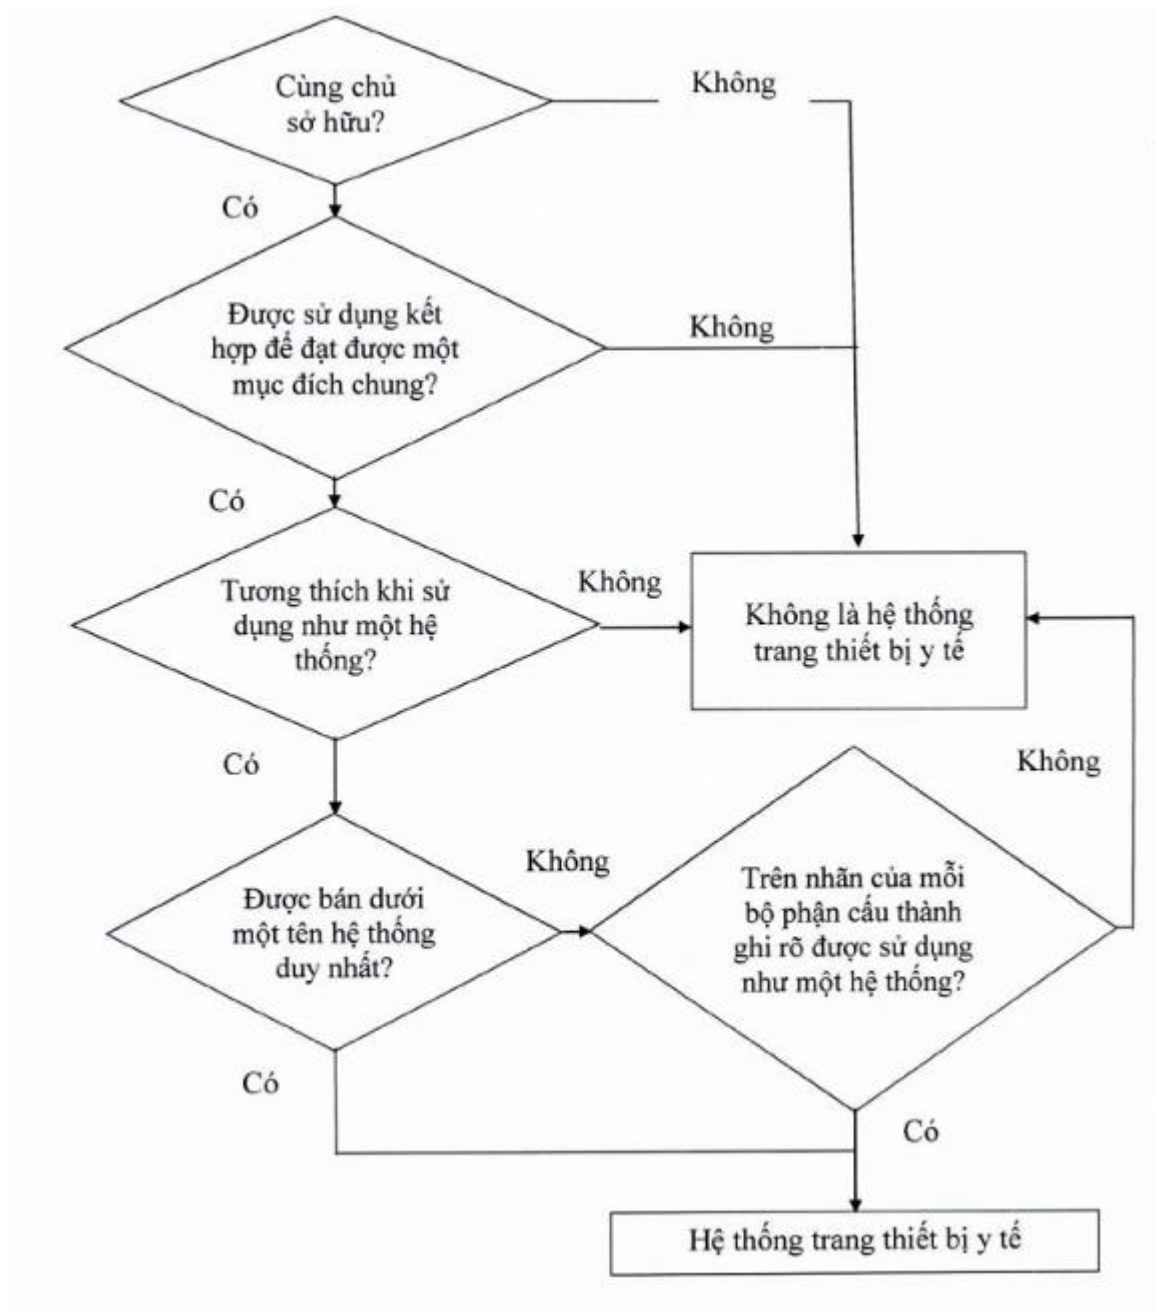 Cùng chủ
sở hữu?
Không
Có
Được sử dụng kết
hợp để đạt được một
mục đích chung?
Không
Có
Tương thích khi sử
dụng như một hệ
thống?
Không
Không là hệ thống
trang thiết bị y tế
Có
Không
Được bán dưới
một tên hệ thống
duy nhất?
Không
Trên nhãn của mỗi
bộ phận cấu thành
ghi rõ được sử dụng
như một hệ thống?
Có
Có
Hệ thống trang thiết bị y tế